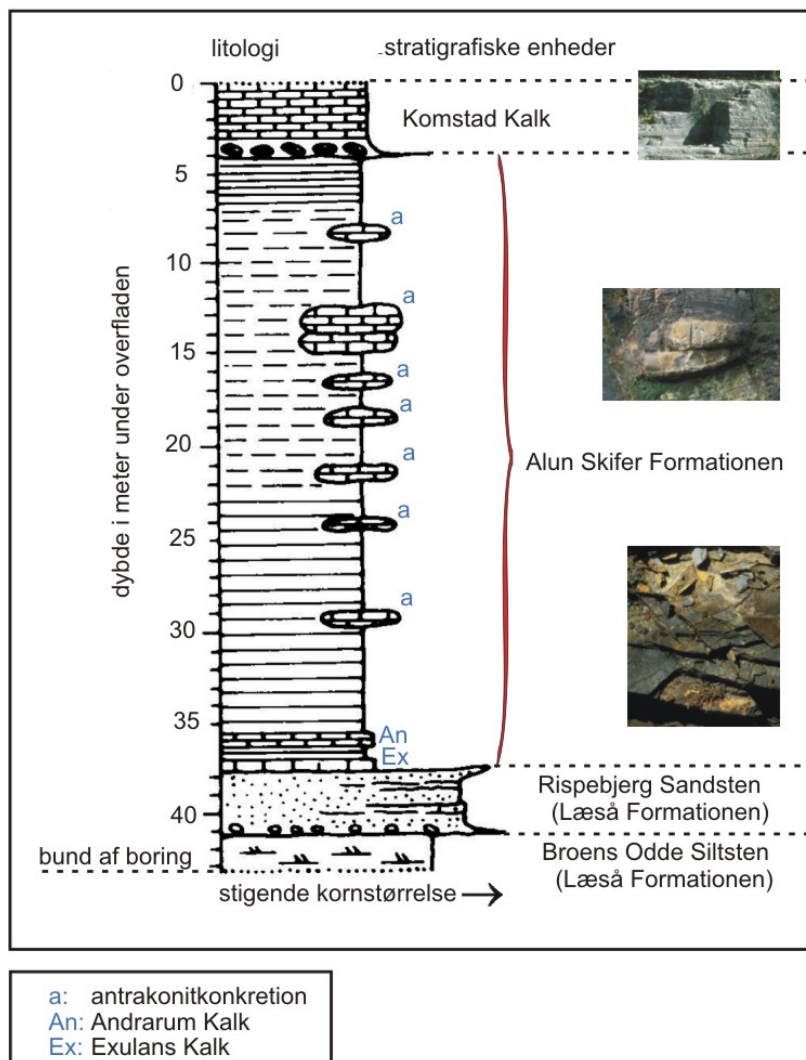 litologi
stratigrafiske enheder
dybde i meter under overfladen
0
5
10
15
20
25
30
35
40
Komstad Kalk
a
a
a
a
a
a
a
Alun Skifer Formationen
An
Ex
Rispebjerg Sandsten
(Læså Formationen)
bund af boring
Broens Odde Siltsten
(Læså Formationen)
stigende kornstørrelse →
a: antrakonitkonkretion
An: Andrarum Kalk
Ex: Exulans Kalk